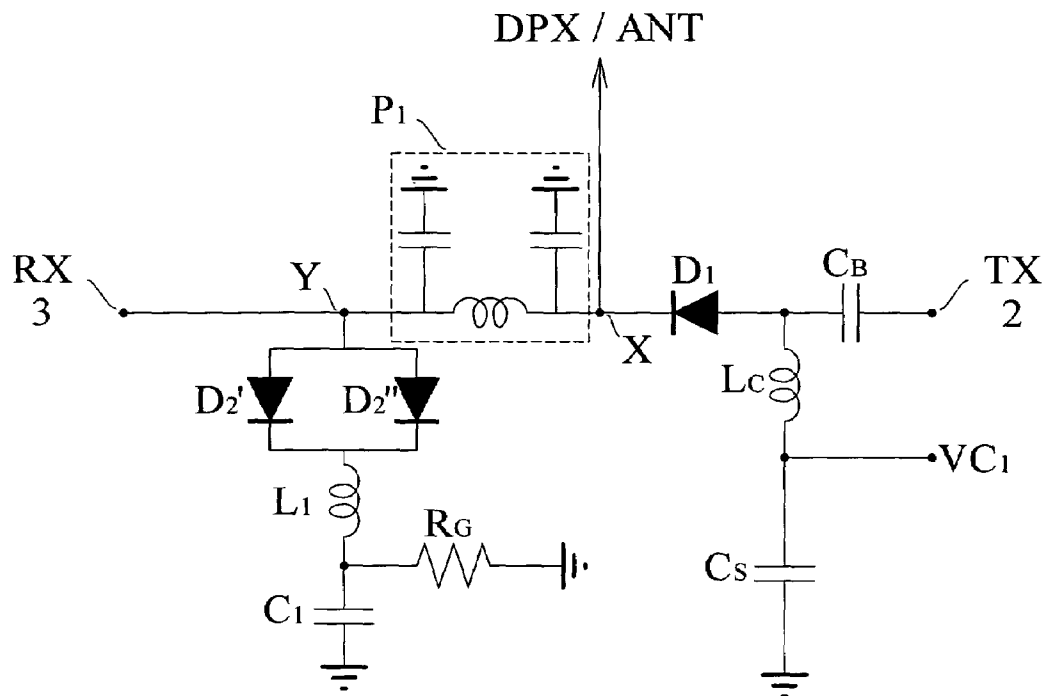 DPX / ANT
P1
RX
3
Y
X
D1
CB
TX
2
D2'
D2"
LC
VC1
L1
RG
CS
C1